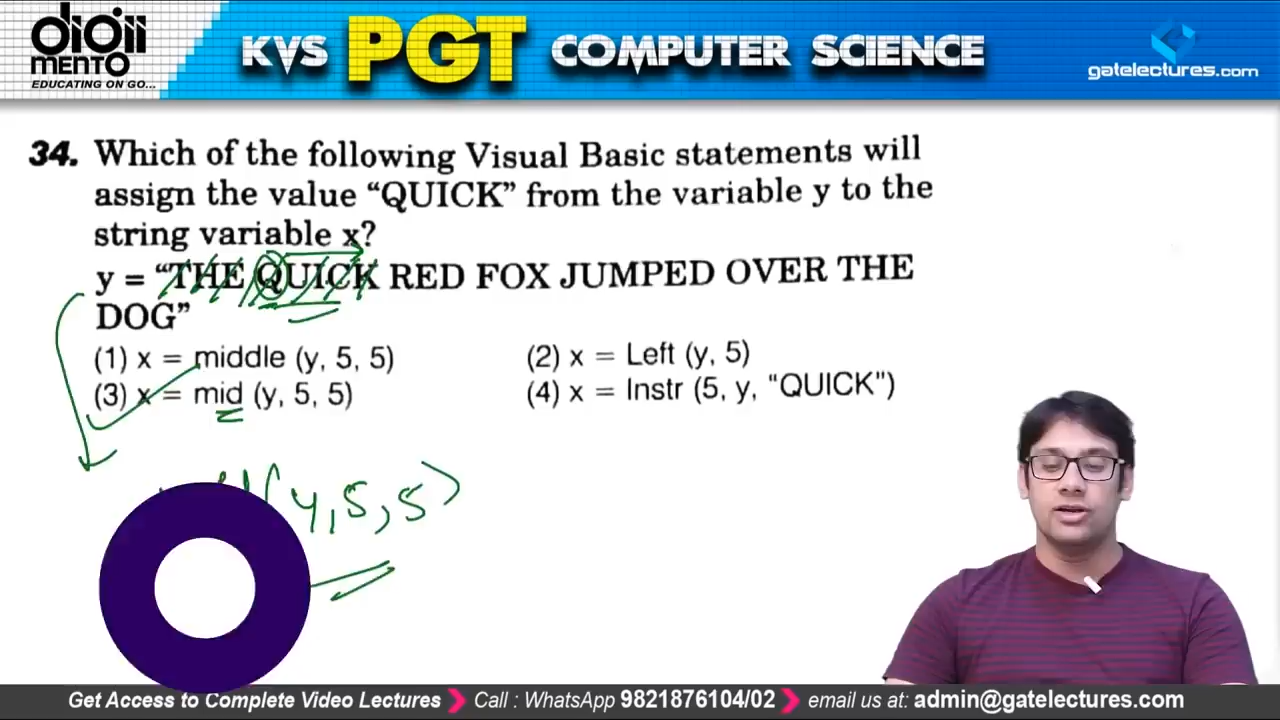 digii
MENTO
EDUCATING ON GO...
KVS PGT COMPUTER SCIENCE
gatelectures.com
34. Which of the following Visual Basic statements will
assign the value “QUICK” from the variable y to the
string variable x?
y = “THE QUICK RED FOX JUMPED OVER THE
DOG”
(1) x = middle (y, 5, 5)
(2) x = Left (y, 5)
(3) x = mid (y, 5, 5)
(4) x = Instr (5, y, "QUICK")
(y,5,5)
Get Access to Complete Video Lectures
Call : WhatsApp 9821876104/02
email us at: admin@gatelectures.com